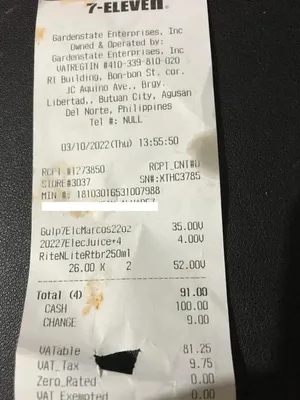 7-ELEVEN®
Gardenstate Enterprises, Inc
Owned & Operated by:
Gardenstate Enterprises, Inc
VATREGTIN #410-339-810-020
R1 Building, Bon-bon St. cor.
JC Aquino Ave., Brgy.
Libertad,, Butuan City, Agusan
Del Norte, Philippines
Tel #: NULL
03/10/2022(Thu) 13:55:50
RCPT #1273850 RCPT_CNT#0
STORE#3037 SN#:XTHC3785
MIN #: 18103016531007988
Gulp7ElcMarcos22oz 35.00V
20227ElecJuice+4 4.00V
RiteNLiteRtbr250ml
26.00 X 2 52.00V
Total (4) 91.00
CASH 100.00
CHANGE 9.00
VATable 81.25
VAT_Tax 9.75
Zero_Rated 0.00
VAT_Exempted 0.00